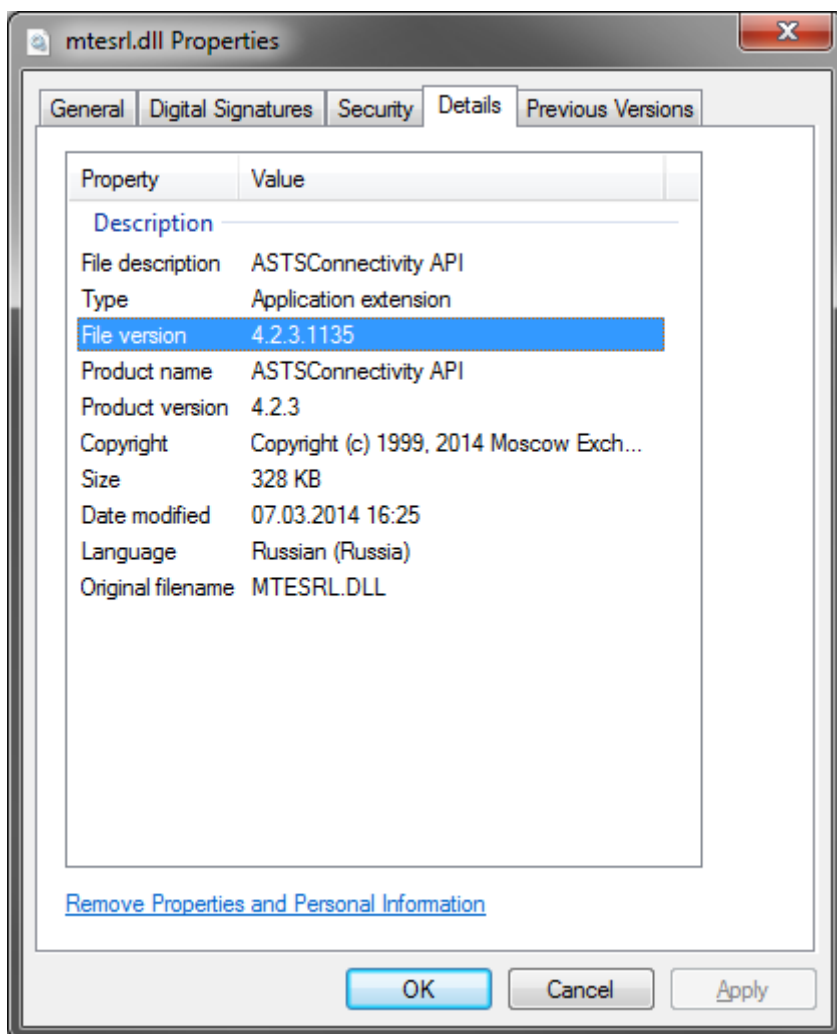 mtesrl.dll Properties
General Digital Signatures Security Details Previous Versions
Property Value
Description
File description ASTSConnectivity API
Type Application extension
File version 4.2.3.1135
Product name ASTSConnectivity API
Product version 4.2.3
Copyright Copyright (c) 1999, 2014 Moscow Exch...
Size 328 KB
Date modified 07.03.2014 16:25
Language Russian (Russia)
Original filename MTESRL.DLL
Remove Properties and Personal Information
OK Cancel Apply